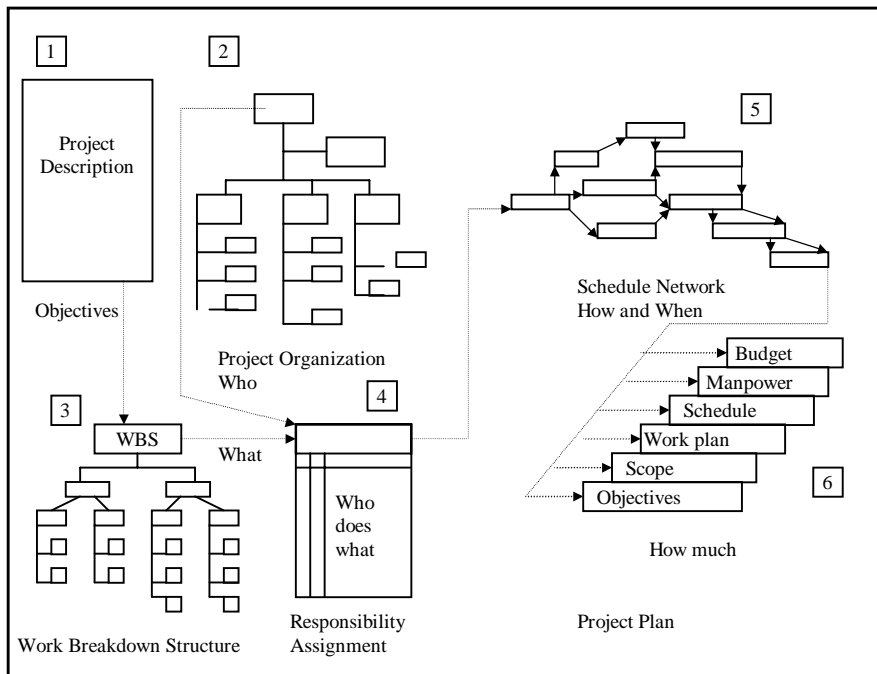 1
Project
Description
Objectives
2
Project Organization
Who
3
WBS
What
Work Breakdown Structure
4
Who
does
what
Responsibility
Assignment
5
Schedule Network
How and When
Budget
Manpower
Schedule
Work plan
Scope
Objectives
6
How much
Project Plan